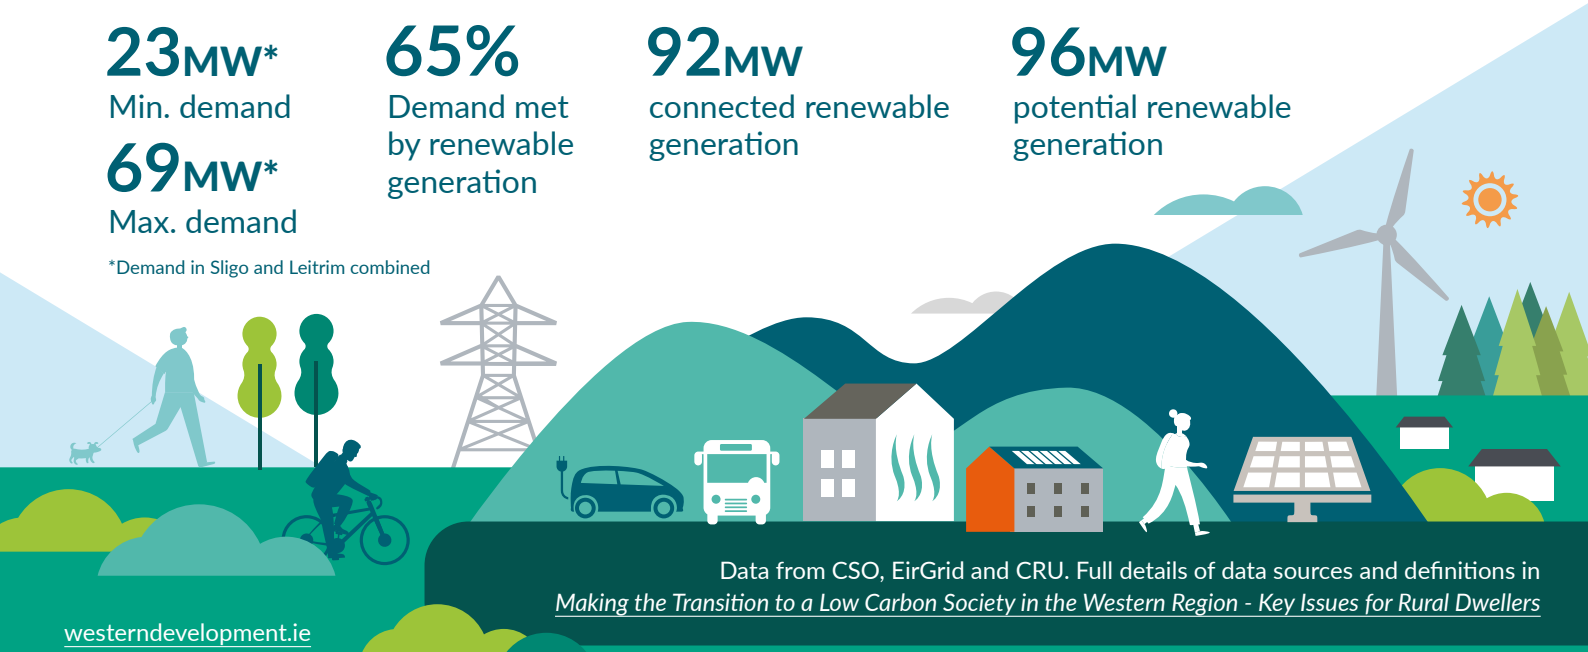 23MW*
Min. demand
69MW*
Max. demand
*Demand in Sligo and Leitrim combined
65%
Demand met
by renewable
generation
92MW
connected renewable
generation
96MW
potential renewable
generation
Data from CSO, EirGrid and CRU. Full details of data sources and definitions in
Making the Transition to a Low Carbon Society in the Western Region - Key Issues for Rural Dwellers
westerndevelopment.ie